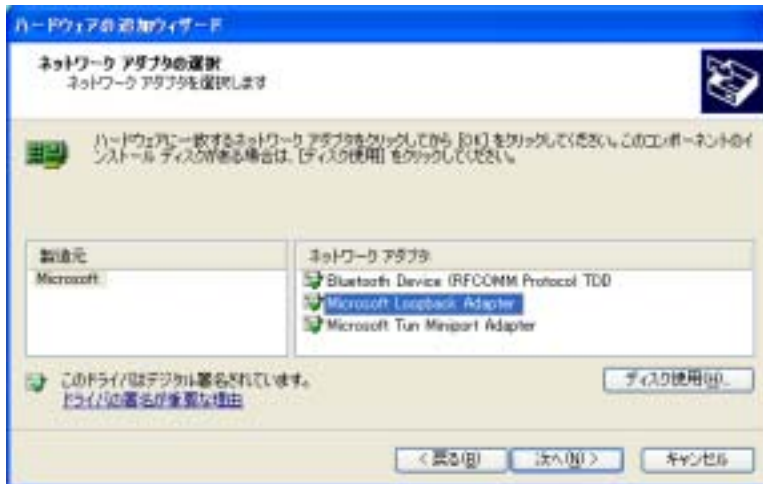 ハードウェアの追加ウィザード
ネットワーク アダプタの選択
ネットワーク アダプタを選択します
ハードウェアに一致するネットワーク アダプタをクリックしてから [OK] をクリックしてください。このコンポーネントのイ
ンストール ディスクがある場合は、[ディスク使用] をクリックしてください。
製造元
Microsoft
ネットワーク アダプタ
Bluetooth Device (RFCOMM Protocol TDI)
Microsoft Loopback Adapter
Microsoft Tun Miniport Adapter
このドライバはデジタル署名されています。
ドライバの署名が重要な理由
ディスク使用(H)...
< 戻る(B)
次へ(N) >
キャンセル